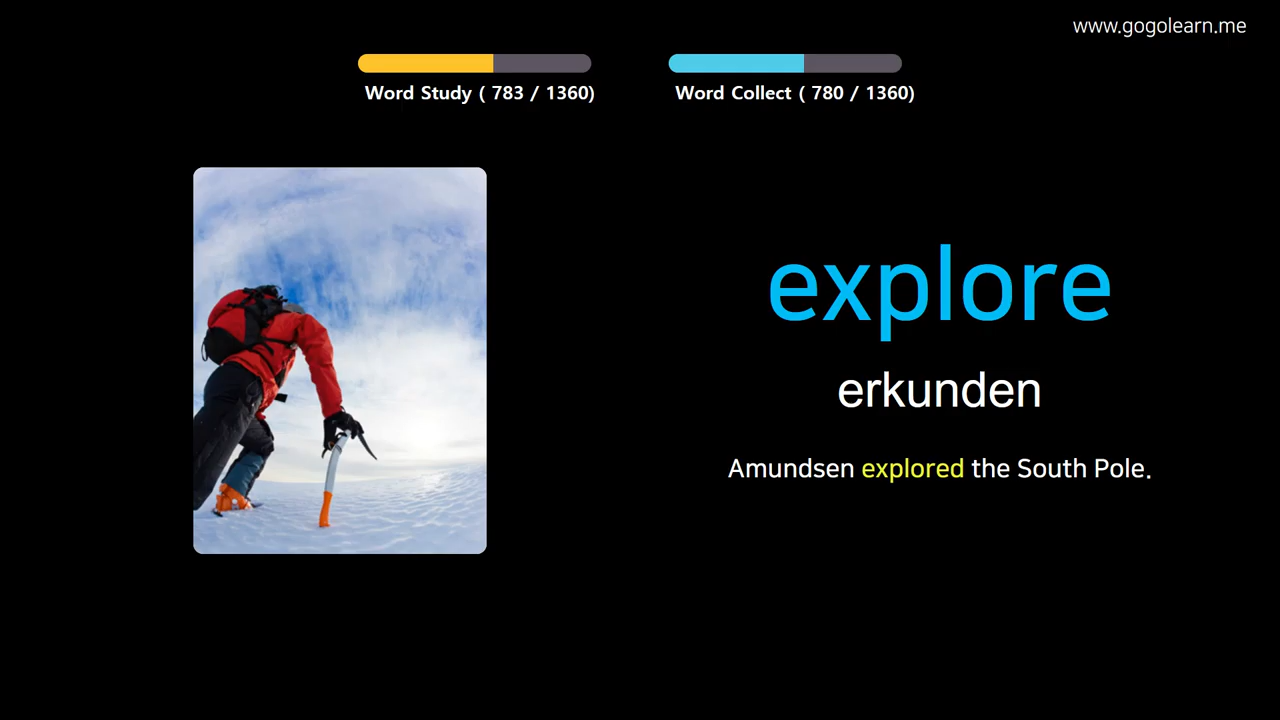 www.gogolearn.me
Word Study ( 783 / 1360)
Word Collect ( 780 / 1360)
explore
erkunden
Amundsen explored the South Pole.